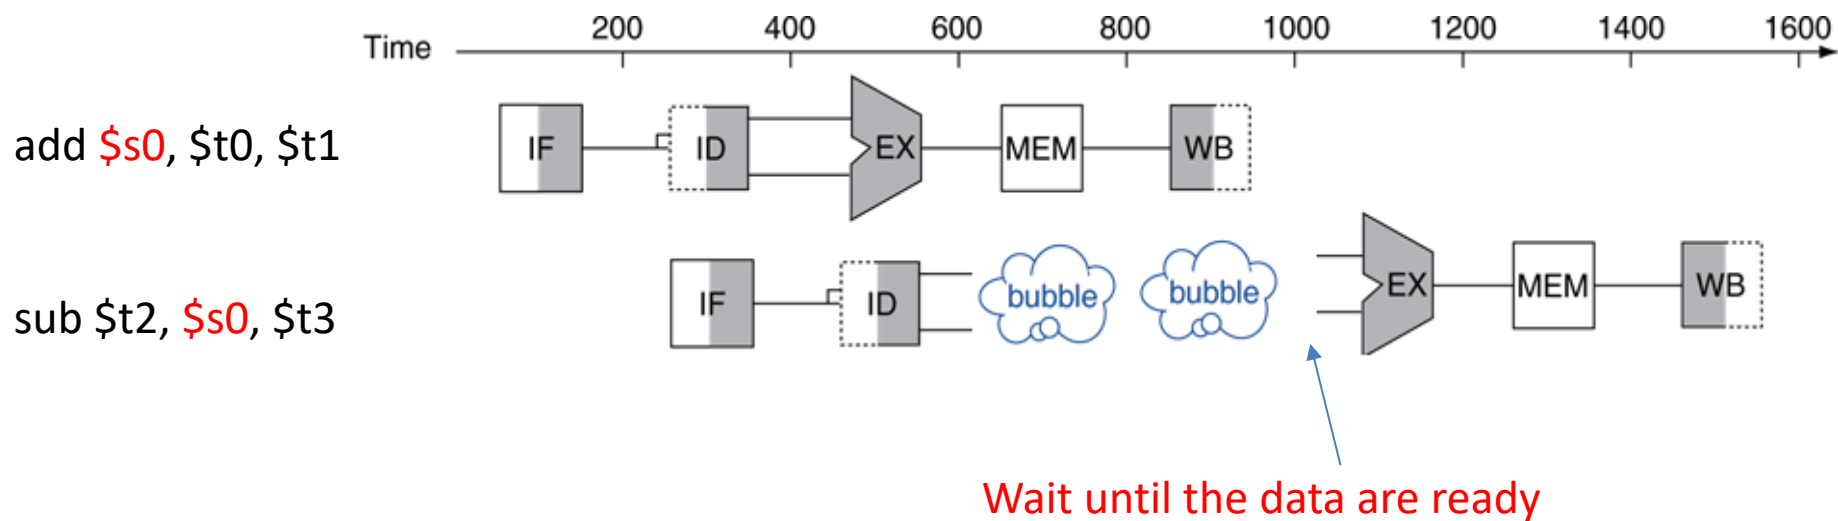 Time 200 400 600 800 1000 1200 1400 1600
add $s0, $t0, $t1 IF ID EX MEM WB
sub $t2, $s0, $t3 IF ID bubble bubble EX MEM WB
Wait until the data are ready